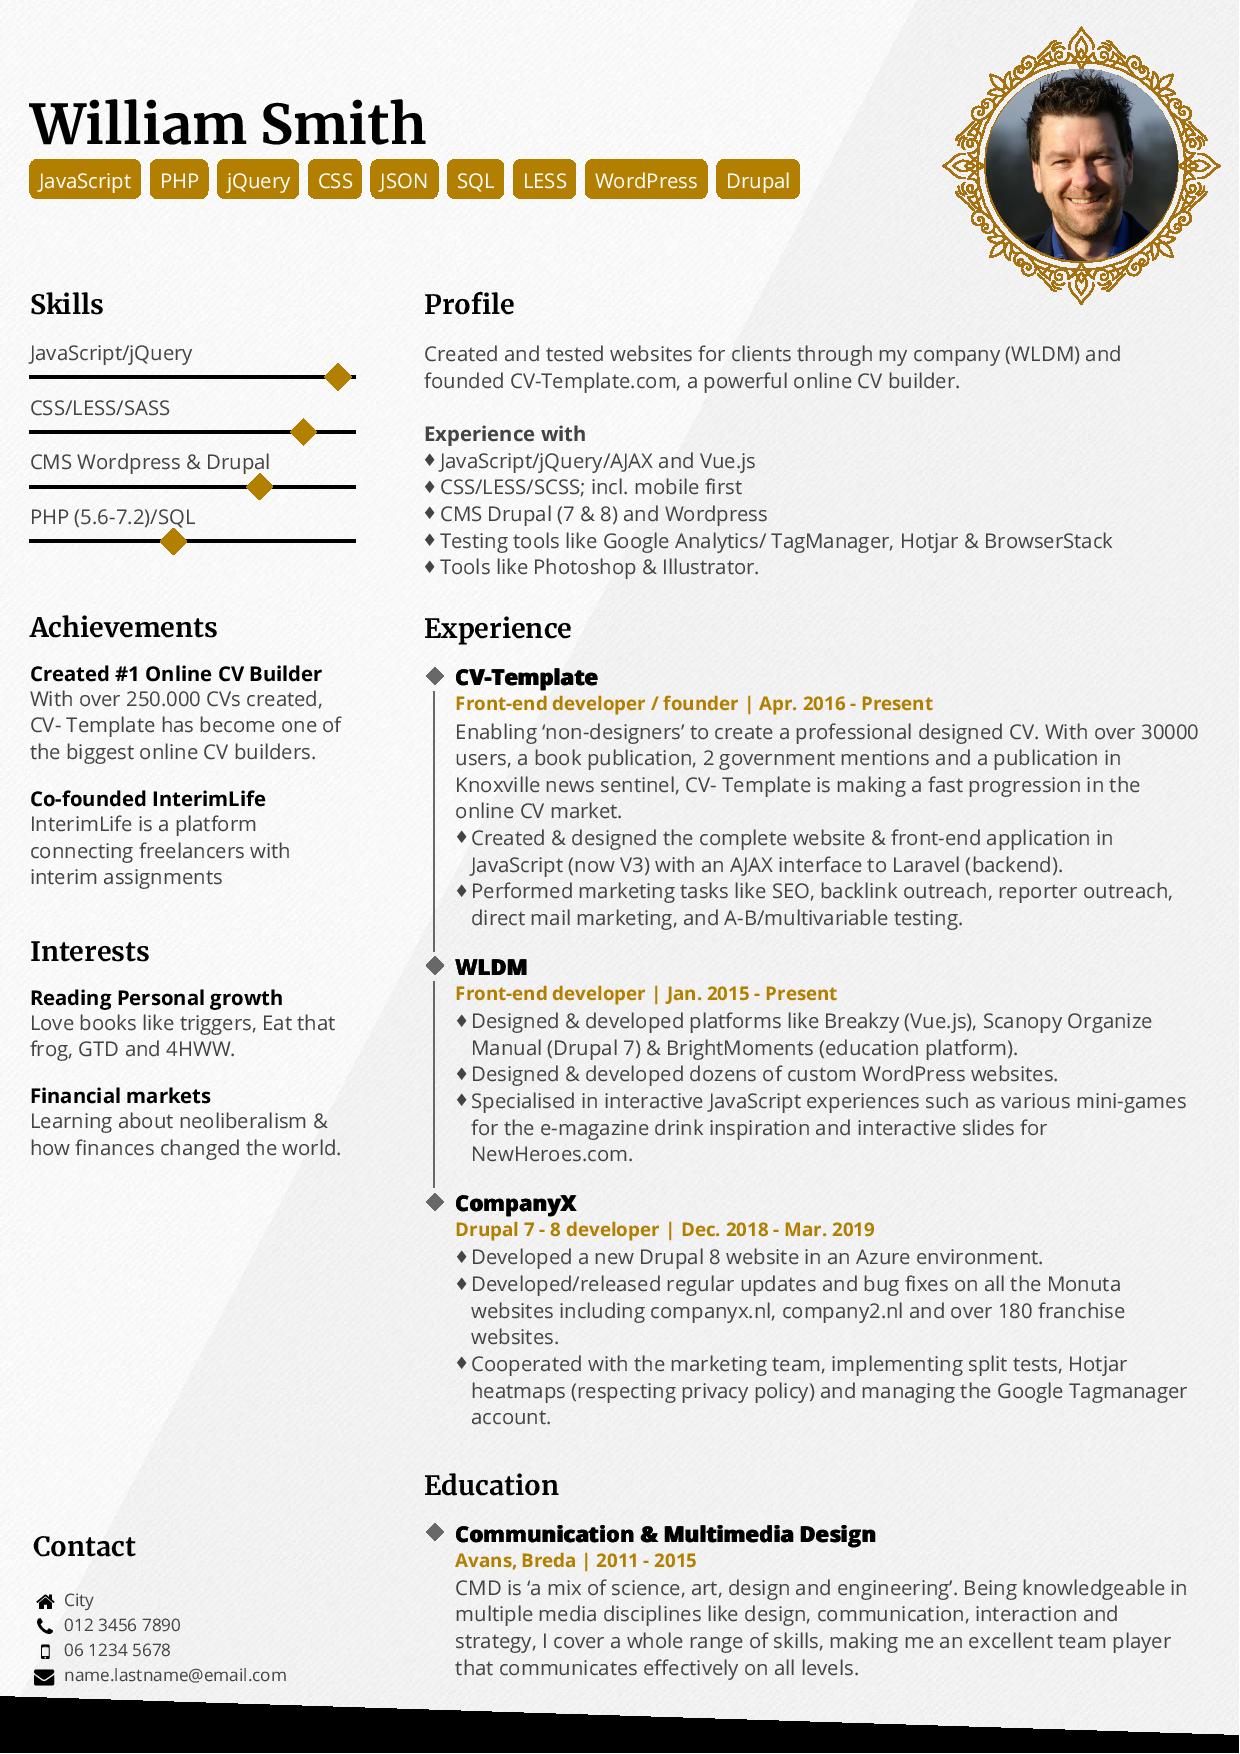 William Smith
JavaScript PHP jQuery CSS JSON SQL LESS WordPress Drupal
Skills
JavaScript/jQuery
CSS/LESS/SASS
CMS Wordpress & Drupal
PHP (5.6-7.2)/SQL
Achievements
Created #1 Online CV Builder
With over 250.000 CVs created,
CV- Template has become one of
the biggest online CV builders.
Co-founded InterimLife
InterimLife is a platform
connecting freelancers with
interim assignments
Interests
Reading Personal growth
Love books like triggers, Eat that
frog, GTD and 4HWW.
Financial markets
Learning about neoliberalism &
how finances changed the world.
Contact
City
012 3456 7890
06 1234 5678
name.lastname@email.com
Profile
Created and tested websites for clients through my company (WLDM) and
founded CV-Template.com, a powerful online CV builder.
Experience with
♦ JavaScript/jQuery/AJAX and Vue.js
♦ CSS/LESS/SCSS; incl. mobile first
♦ CMS Drupal (7 & 8) and Wordpress
♦ Testing tools like Google Analytics/ TagManager, Hotjar & BrowserStack
♦ Tools like Photoshop & Illustrator.
Experience
CV-Template
Front-end developer / founder | Apr. 2016 - Present
Enabling ‘non-designers’ to create a professional designed CV. With over 30000
users, a book publication, 2 government mentions and a publication in
Knoxville news sentinel, CV- Template is making a fast progression in the
online CV market.
♦ Created & designed the complete website & front-end application in
JavaScript (now V3) with an AJAX interface to Laravel (backend).
♦ Performed marketing tasks like SEO, backlink outreach, reporter outreach,
direct mail marketing, and A-B/multivariable testing.
WLDM
Front-end developer | Jan. 2015 - Present
♦ Designed & developed platforms like Breakzy (Vue.js), Scanopy Organize
Manual (Drupal 7) & BrightMoments (education platform).
♦ Designed & developed dozens of custom WordPress websites.
♦ Specialised in interactive JavaScript experiences such as various mini-games
for the e-magazine drink inspiration and interactive slides for
NewHeroes.com.
CompanyX
Drupal 7 - 8 developer | Dec. 2018 - Mar. 2019
♦ Developed a new Drupal 8 website in an Azure environment.
♦ Developed/released regular updates and bug fixes on all the Monuta
websites including companyx.nl, company2.nl and over 180 franchise
websites.
♦ Cooperated with the marketing team, implementing split tests, Hotjar
heatmaps (respecting privacy policy) and managing the Google Tagmanager
account.
Education
Communication & Multimedia Design
Avans, Breda | 2011 - 2015
CMD is ‘a mix of science, art, design and engineering’. Being knowledgeable in
multiple media disciplines like design, communication, interaction and
strategy, I cover a whole range of skills, making me an excellent team player
that communicates effectively on all levels.